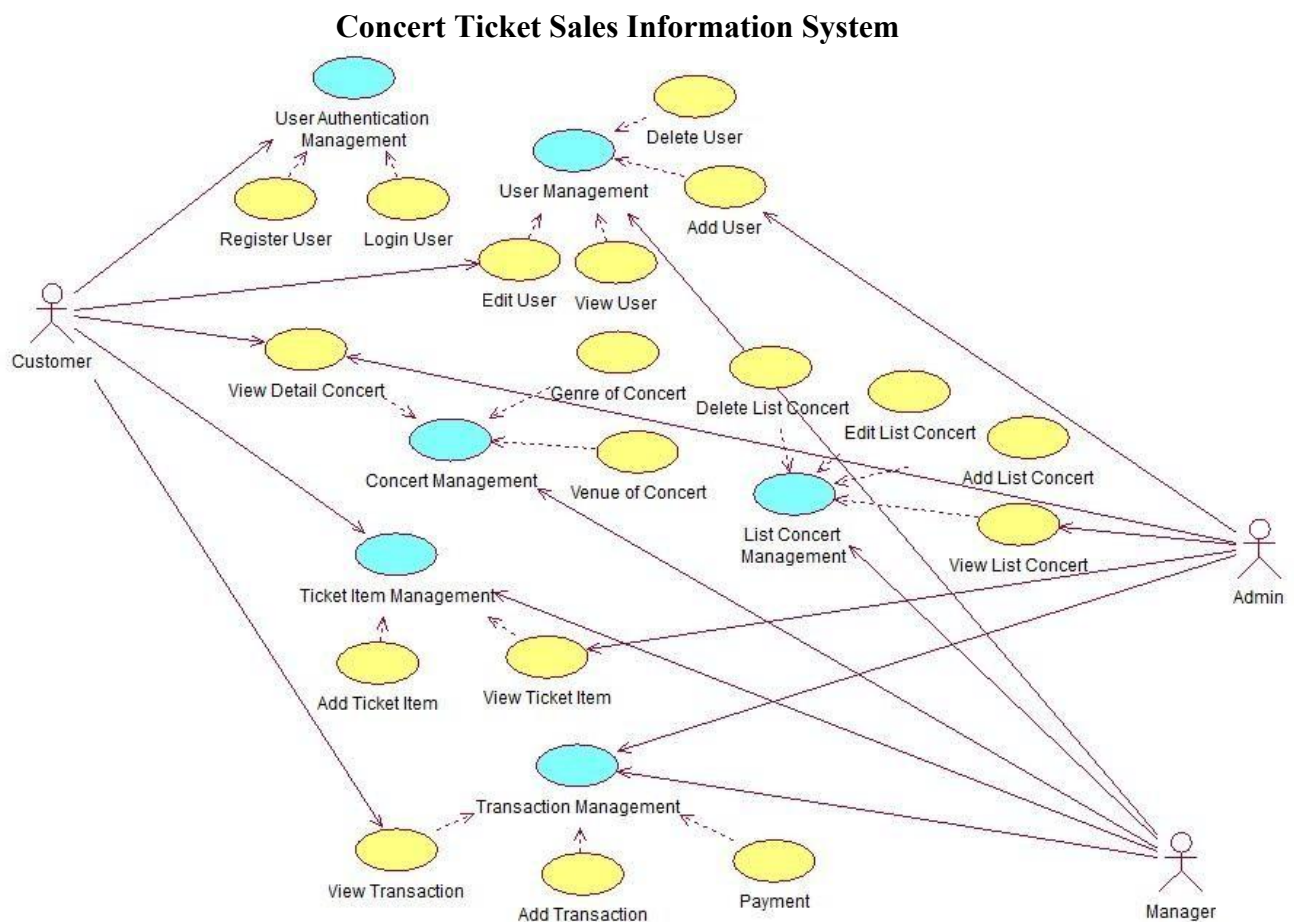 Concert Ticket Sales Information System
User Authentication
Management
Delete User
User Management
Add User
Register User
Login User
Edit User
View User
Customer
View Detail Concert
Genre of Concert
Delete List Concert
Edit List Concert
Concert Management
Venue of Concert
Add List Concert
List Concert
Management
View List Concert
Ticket Item Management
Admin
Add Ticket Item
View Ticket Item
Transaction Management
View Transaction
Add Transaction
Payment
Manager